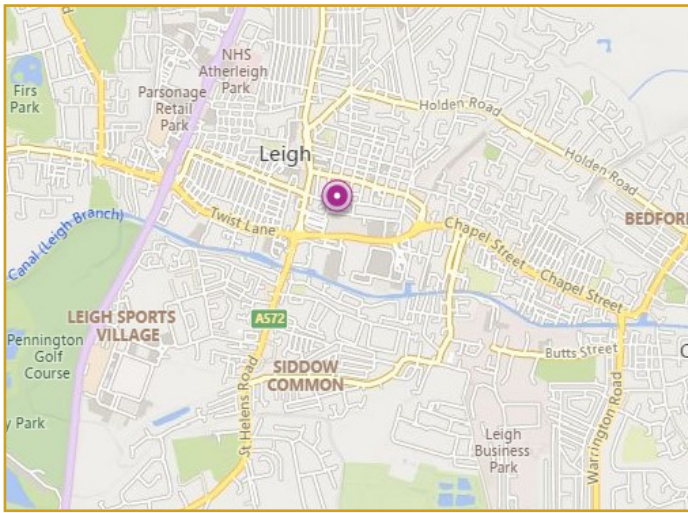 NHS
Atherleigh
Park
Firs
Park
Parsonage
Retail
Park
Holden Road
Leigh
Holden Road
BEDFOR
Canal (Leigh Branch)
Twist Lane
Chapel Street
Chapel Street
A572
LEIGH SPORTS
VILLAGE
Pennington
Golf
Course
SIDDOW
COMMON
Butts Street
St Helens Road
Warrington Road
y Park
Leigh
Business
Park